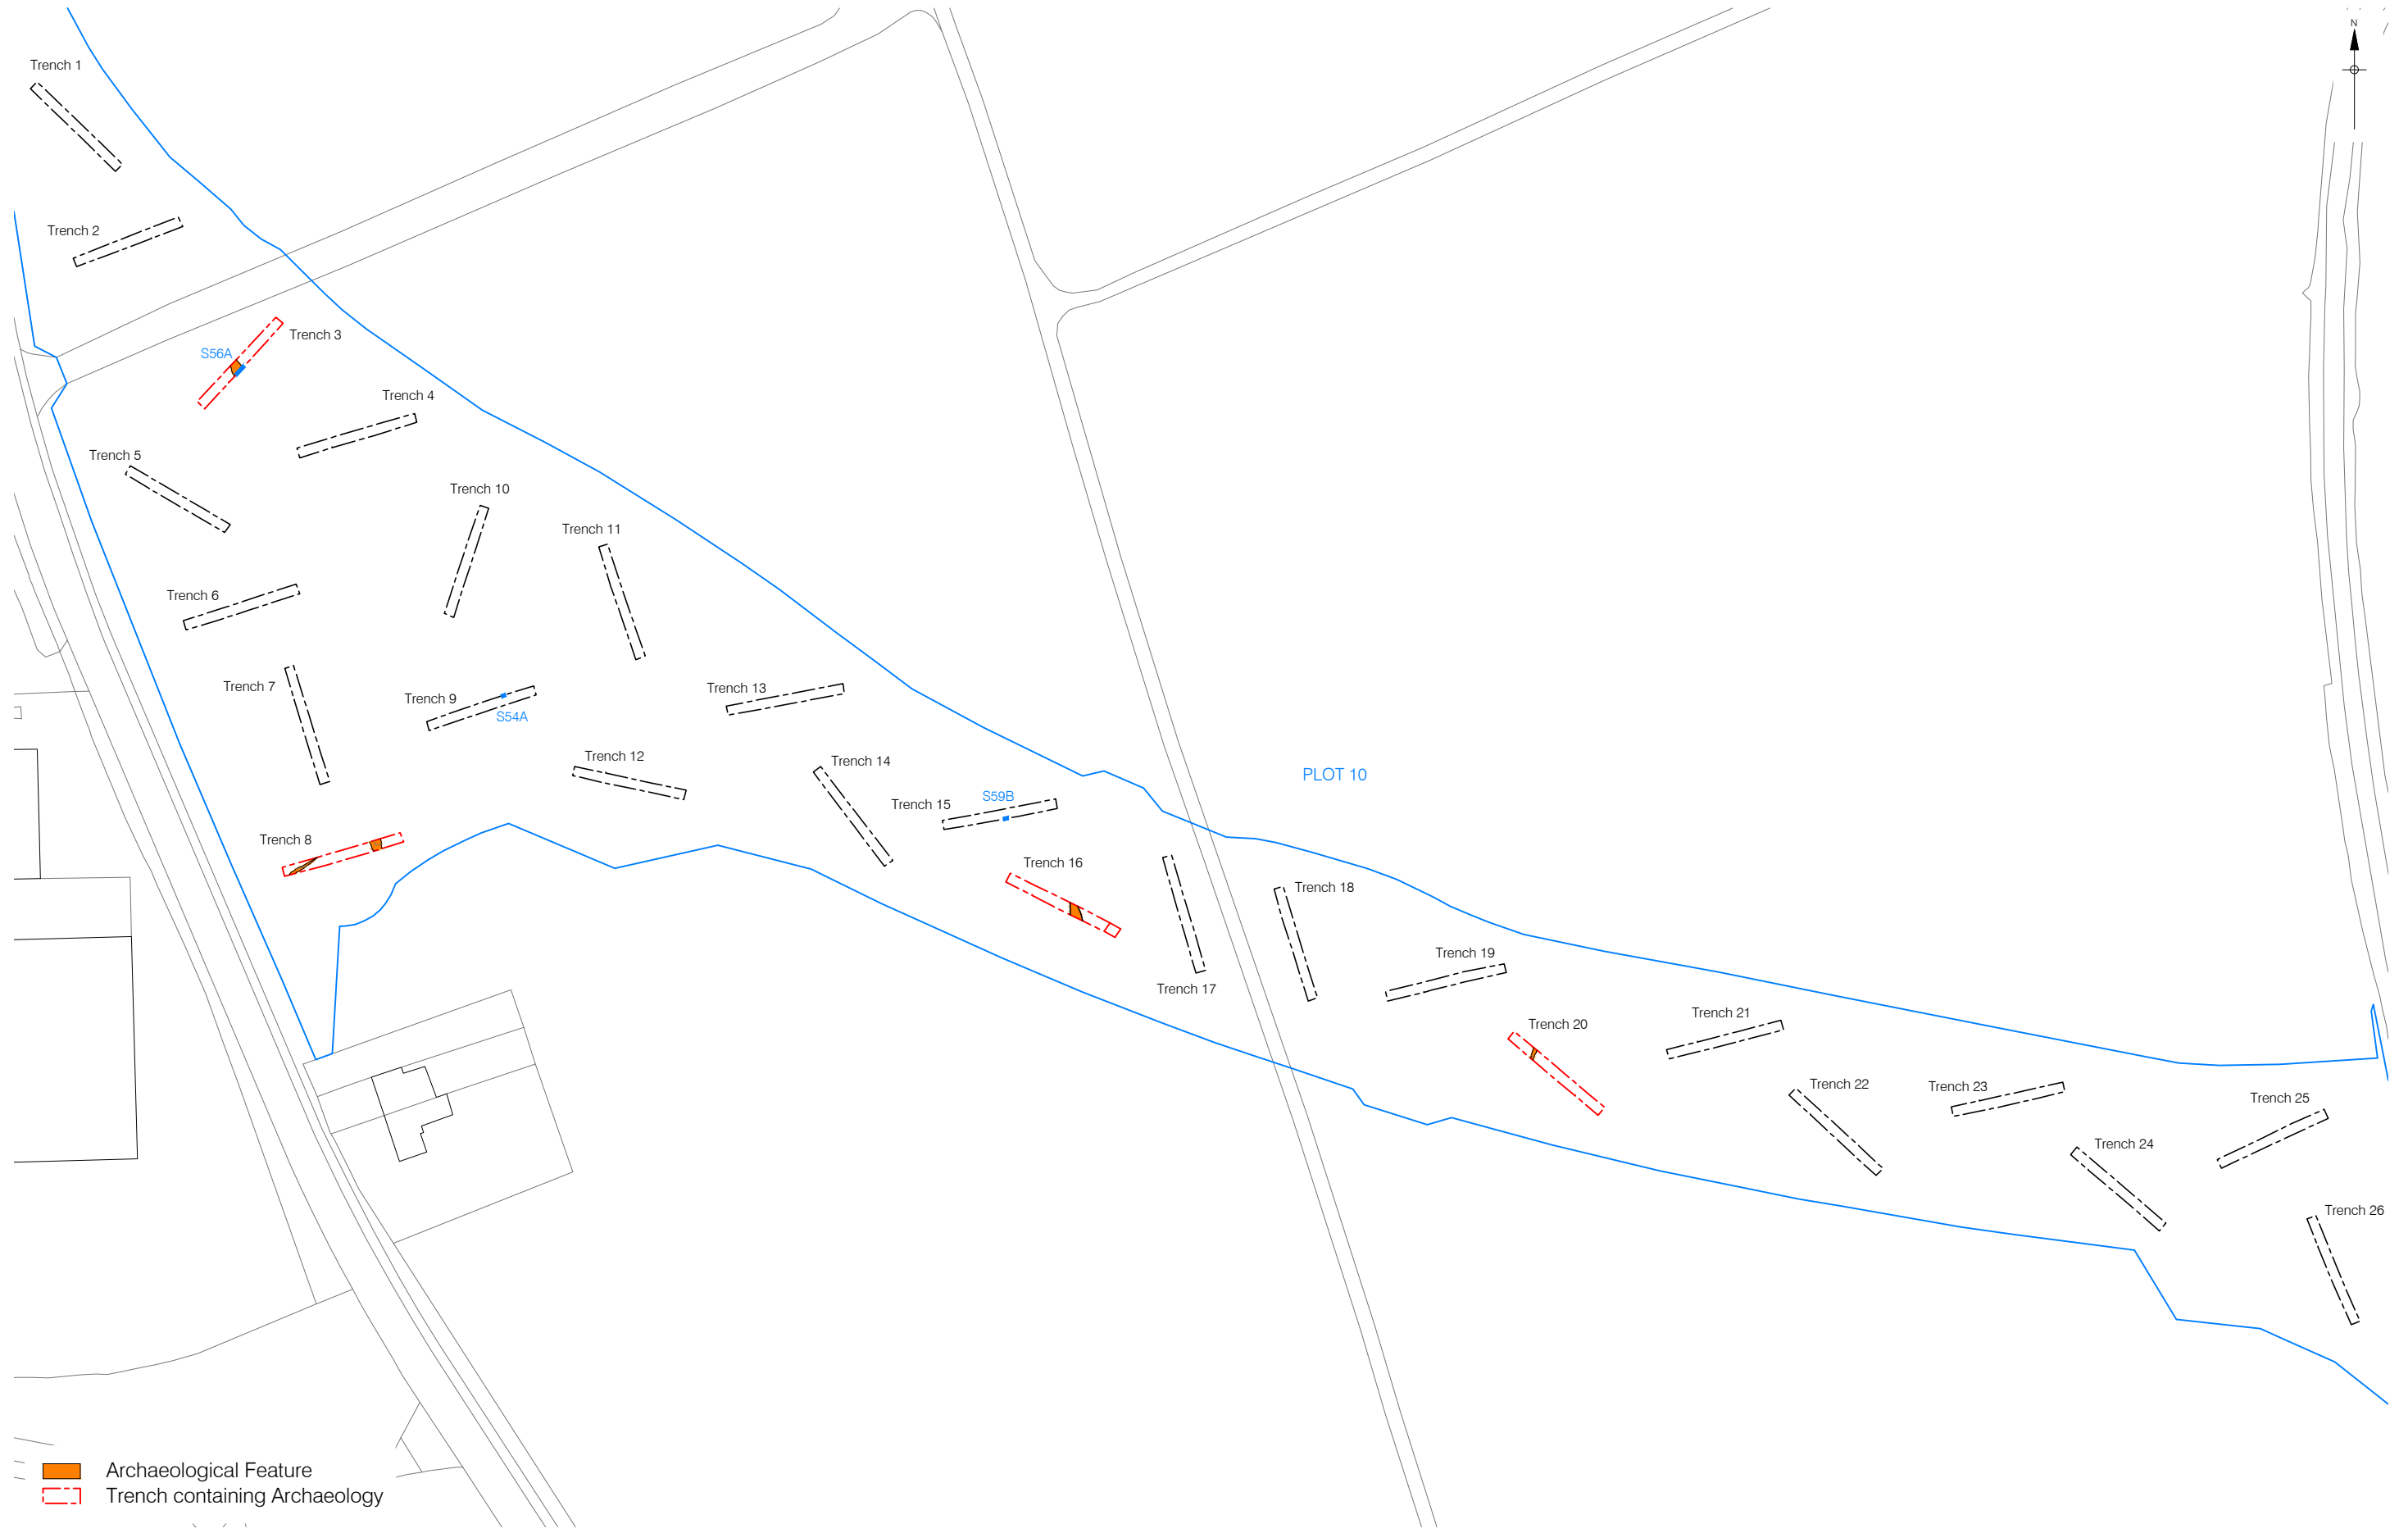 N
Trench 1
Trench 2
Trench 3
S56A
Trench 4
Trench 5
Trench 10
Trench 11
Trench 6
Trench 7
Trench 9
S54A
Trench 13
Trench 12
Trench 14
PLOT 10
Trench 15
S59B
Trench 8
Trench 16
Trench 18
Trench 17
Trench 19
Trench 20
Trench 21
Trench 22
Trench 23
Trench 25
Trench 24
Trench 26
Archaeological Feature
Trench containing Archaeology